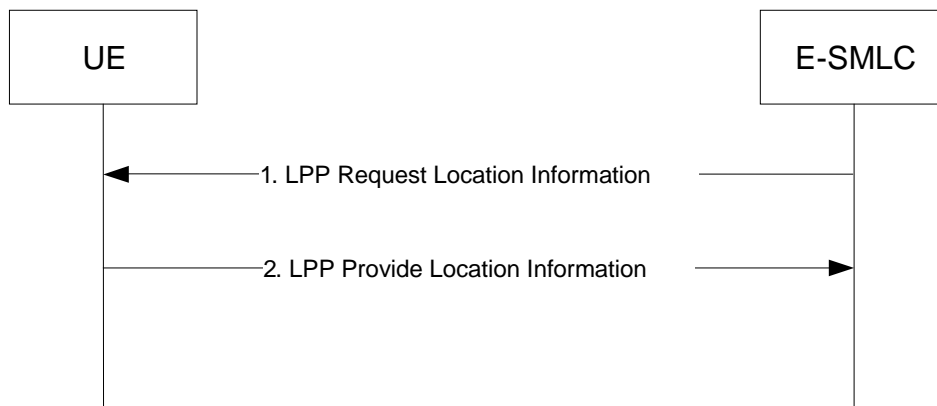 UE
E-SMLC
1. LPP Request Location Information
2. LPP Provide Location Information